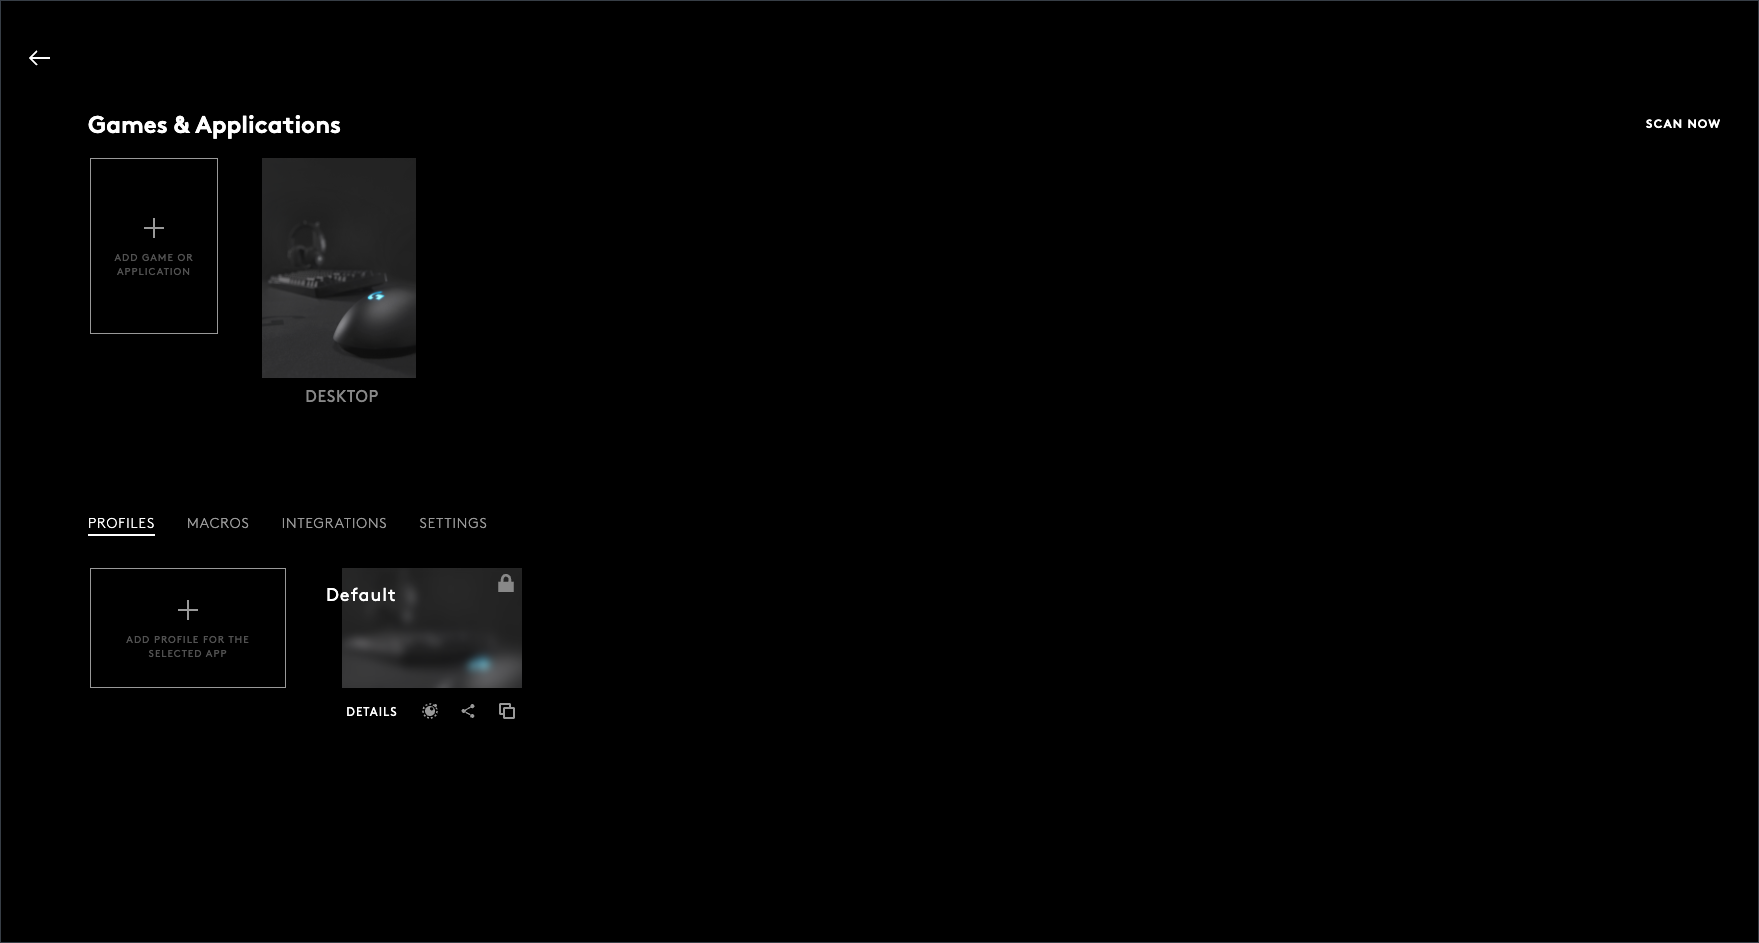 Games & Applications
SCAN NOW
ADD GAME OR
APPLICATION
DESKTOP
PROFILES MACROS INTEGRATIONS SETTINGS
ADD PROFILE FOR THE
SELECTED APP
Default
DETAILS